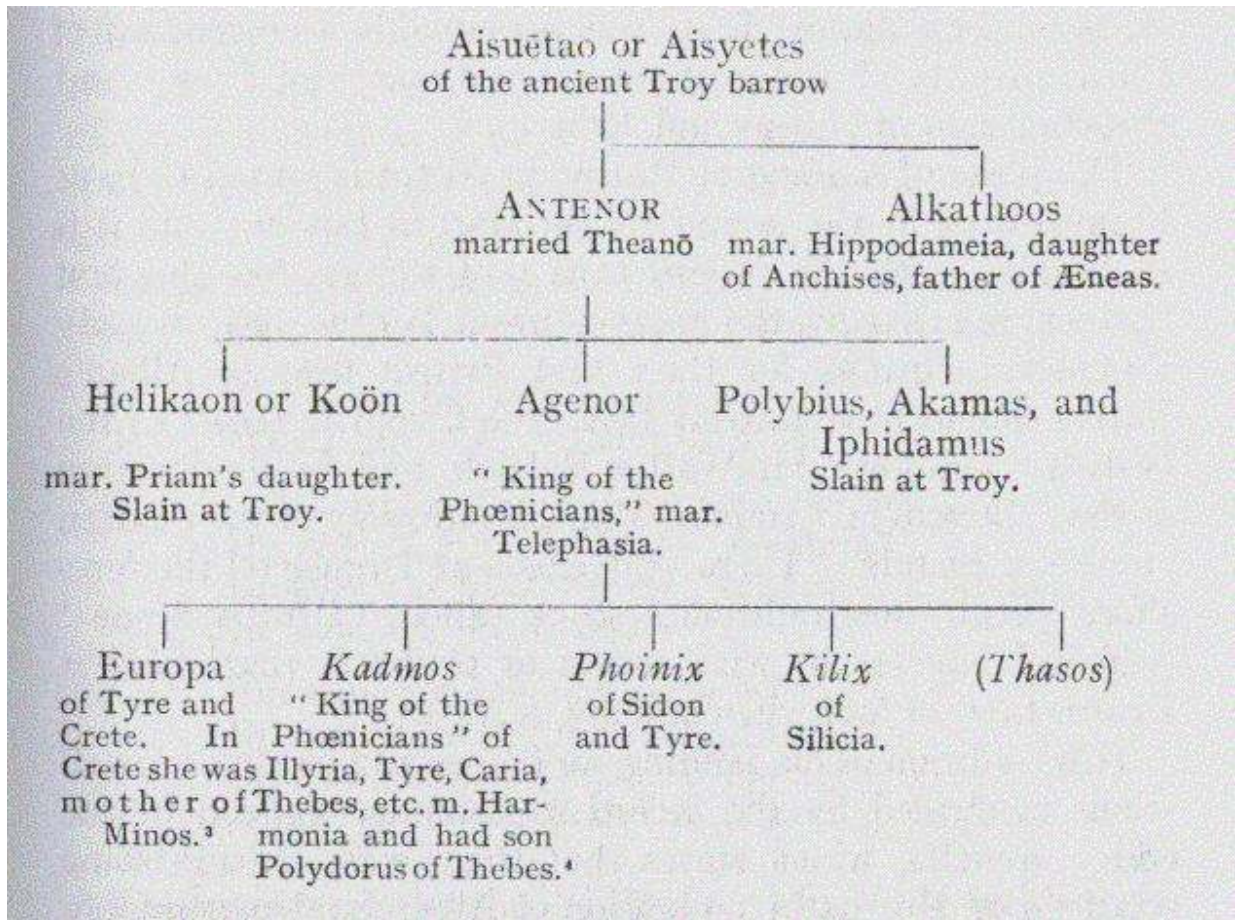 Aisuētao or Aisyetes
of the ancient Troy barrow
ANTENOR
married Theanō
Alkathoos
mar. Hippodameia, daughter
of Anchises, father of Æneas.
Helikaon or Koön
mar. Priam's daughter.
Slain at Troy.
Agenor
" King of the
Phœnicians," mar.
Telephasia.
Polybius, Akamas, and
Iphidamus
Slain at Troy.
Europa
of Tyre and
Crete. In
Crete she was
mother of
Minos.³
Kadmos
" King of the
Phœnicians " of
Illyria, Tyre, Caria,
Thebes, etc. m. Har-
monia and had son
Polydorus of Thebes.⁴
Phoinix
of Sidon
and Tyre.
Kilix
of
Silicia.
(Thasos)